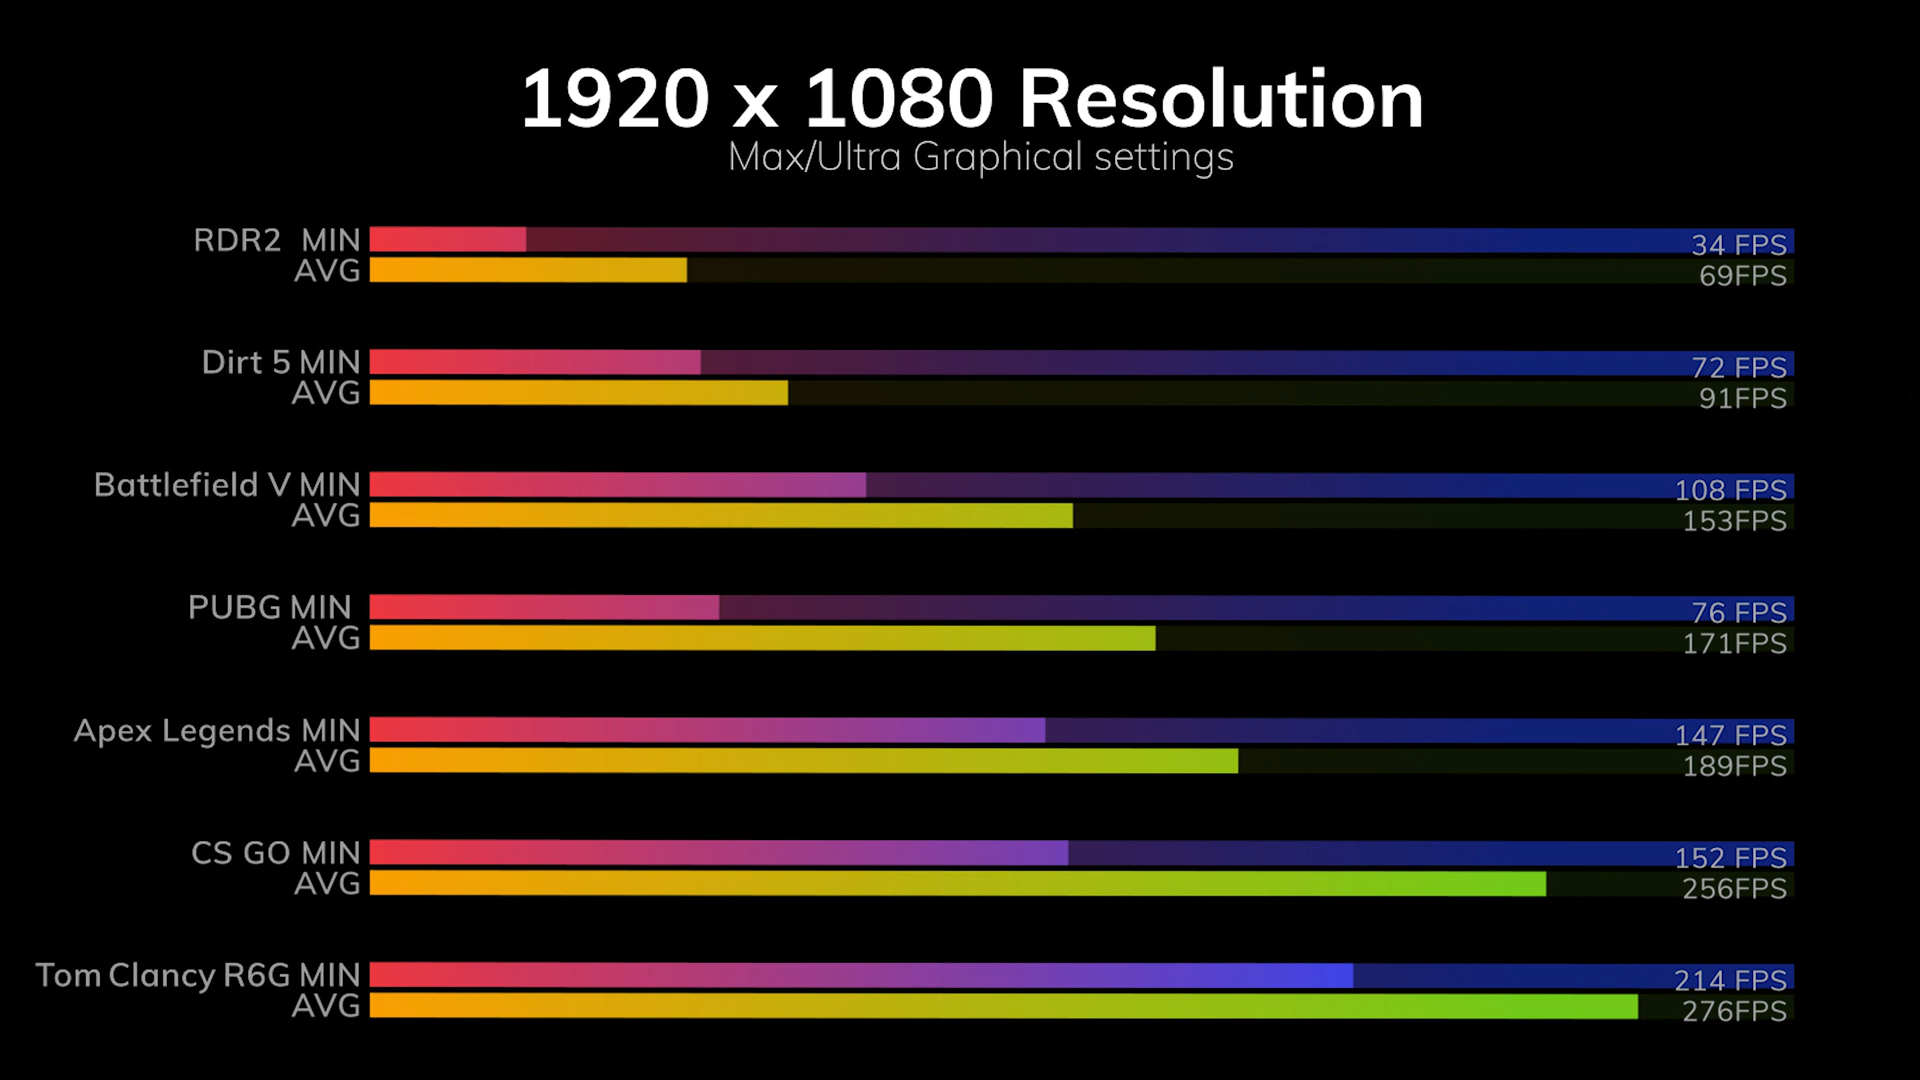 1920 x 1080 Resolution
Max/Ultra Graphical settings
RDR2 MIN 34 FPS
AVG 69FPS
Dirt 5 MIN 72 FPS
AVG 91FPS
Battlefield V MIN 108 FPS
AVG 153FPS
PUBG MIN 76 FPS
AVG 171FPS
Apex Legends MIN 147 FPS
AVG 189FPS
CS GO MIN 152 FPS
AVG 256FPS
Tom Clancy R6G MIN 214 FPS
AVG 276FPS